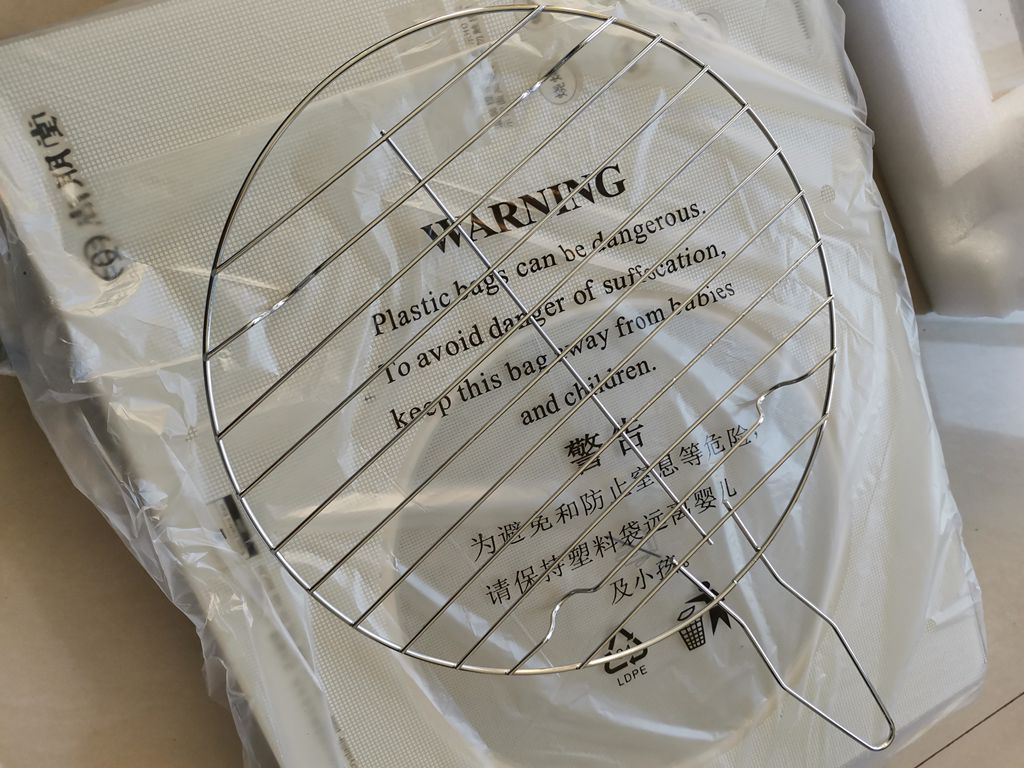 WARNING
Plastic bags can be dangerous.
To avoid danger of suffocation,
keep this bag away from babies
and children.
警告
为避免和防止窒息等危险，
请保持塑料袋远离婴儿
及小孩。
LDPE